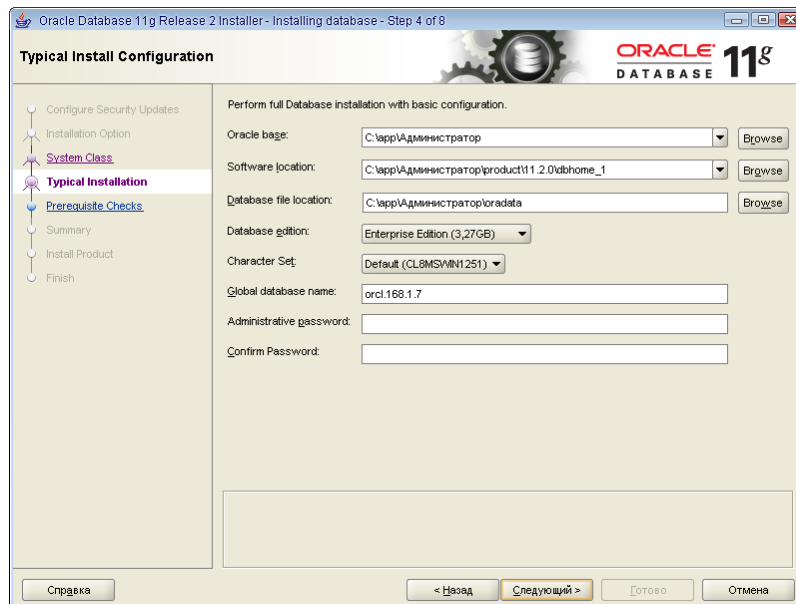 Oracle Database 11g Release 2 Installer - Installing database - Step 4 of 8
Typical Install Configuration
ORACLE
DATABASE 11g
Configure Security Updates
Installation Option
System Class
Typical Installation
Prerequisite Checks
Summary
Install Product
Finish
Perform full Database installation with basic configuration.
Oracle base: C:\app\Администратор Browse
Software location: C:\app\Администратор\product\11.2.0\dbhome_1 Browse
Database file location: C:\app\Администратор\oradata Browse
Database edition: Enterprise Edition (3,27GB)
Character Set: Default (CL8MSWIN1251)
Global database name: orcl.168.1.7
Administrative password:
Confirm Password:
Справка < Назад Следующий > Готово Отмена